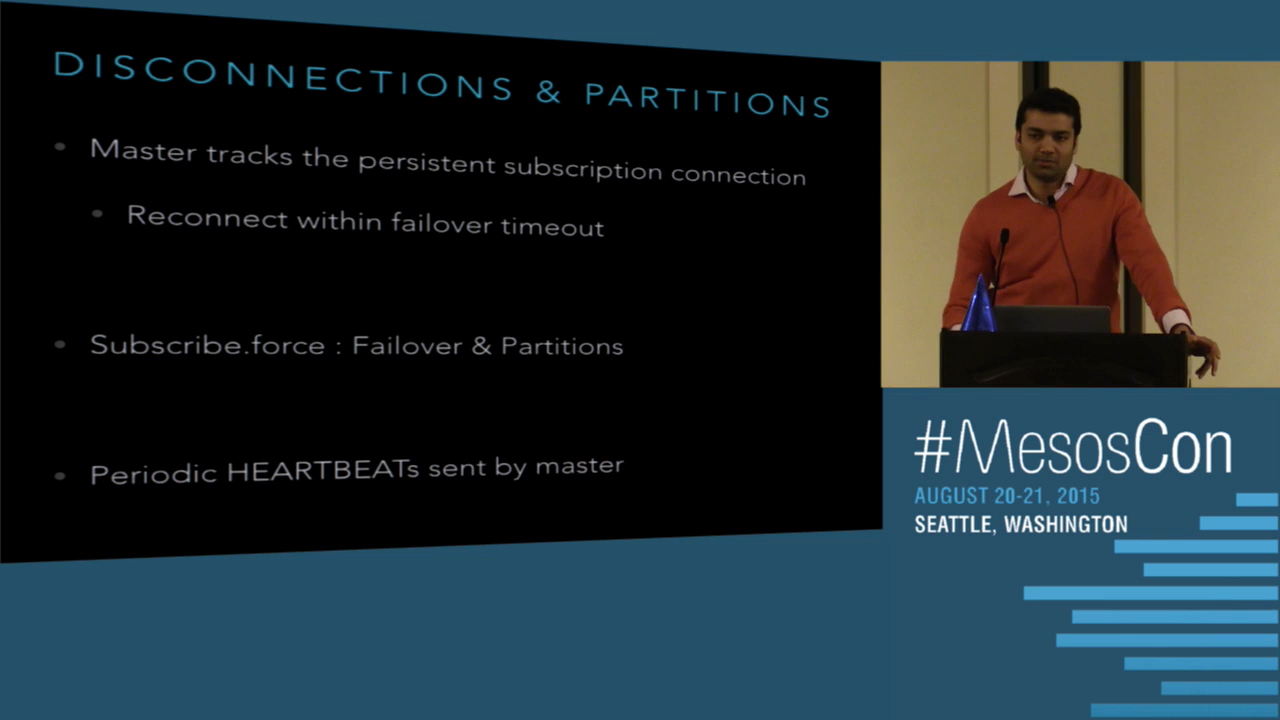 DISCONNECTIONS & PARTITIONS
Master tracks the persistent subscription connection
Reconnect within failover timeout
Subscribe.force : Failover & Partitions
Periodic HEARTBEATs sent by master
#MesosCon
AUGUST 20-21, 2015
SEATTLE, WASHINGTON